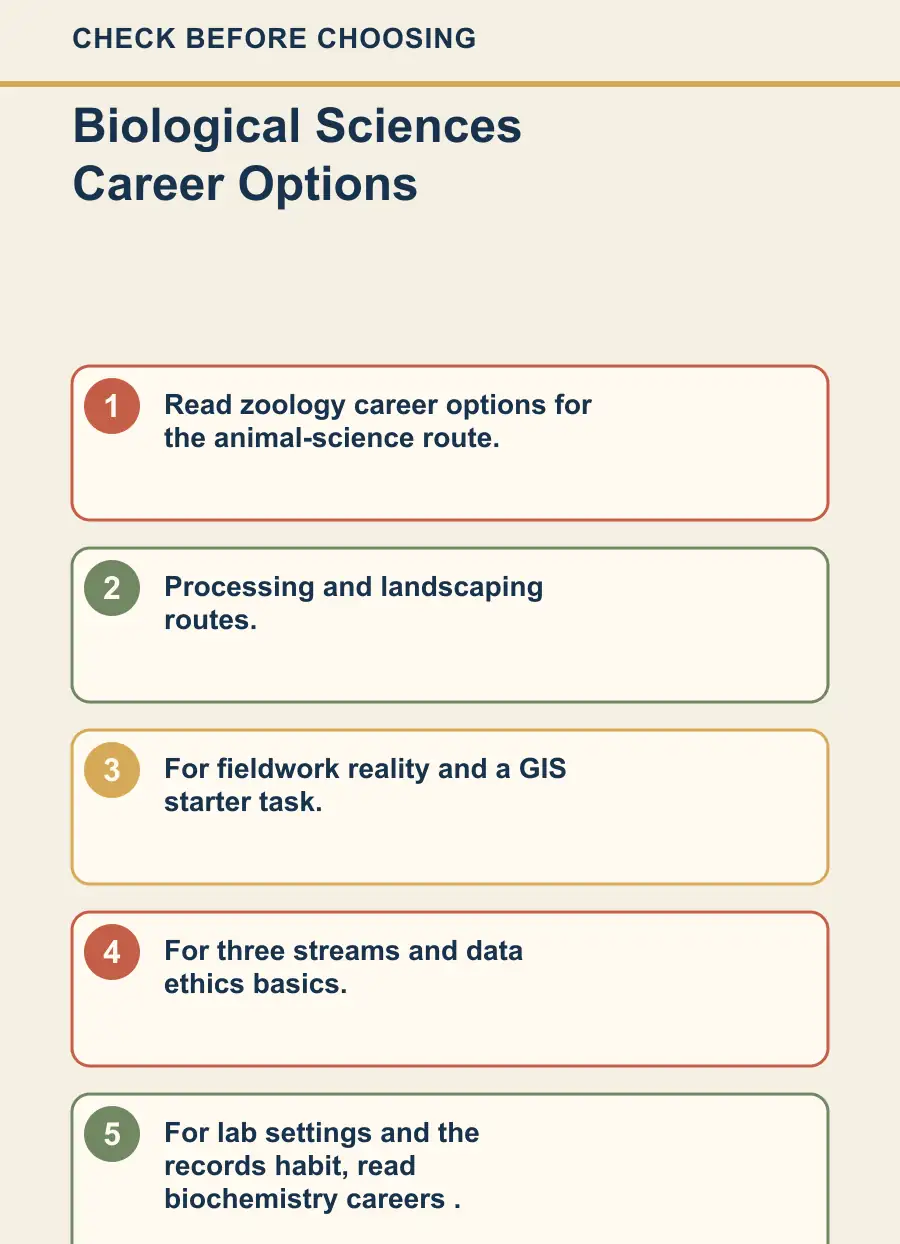 CHECK BEFORE CHOOSING
Biological Sciences
Career Options
1
Read zoology career options for
the animal-science route.
2
Processing and landscaping
routes.
3
For fieldwork reality and a GIS
starter task.
4
For three streams and data
ethics basics.
5
For lab settings and the
records habit, read
biochemistry careers .